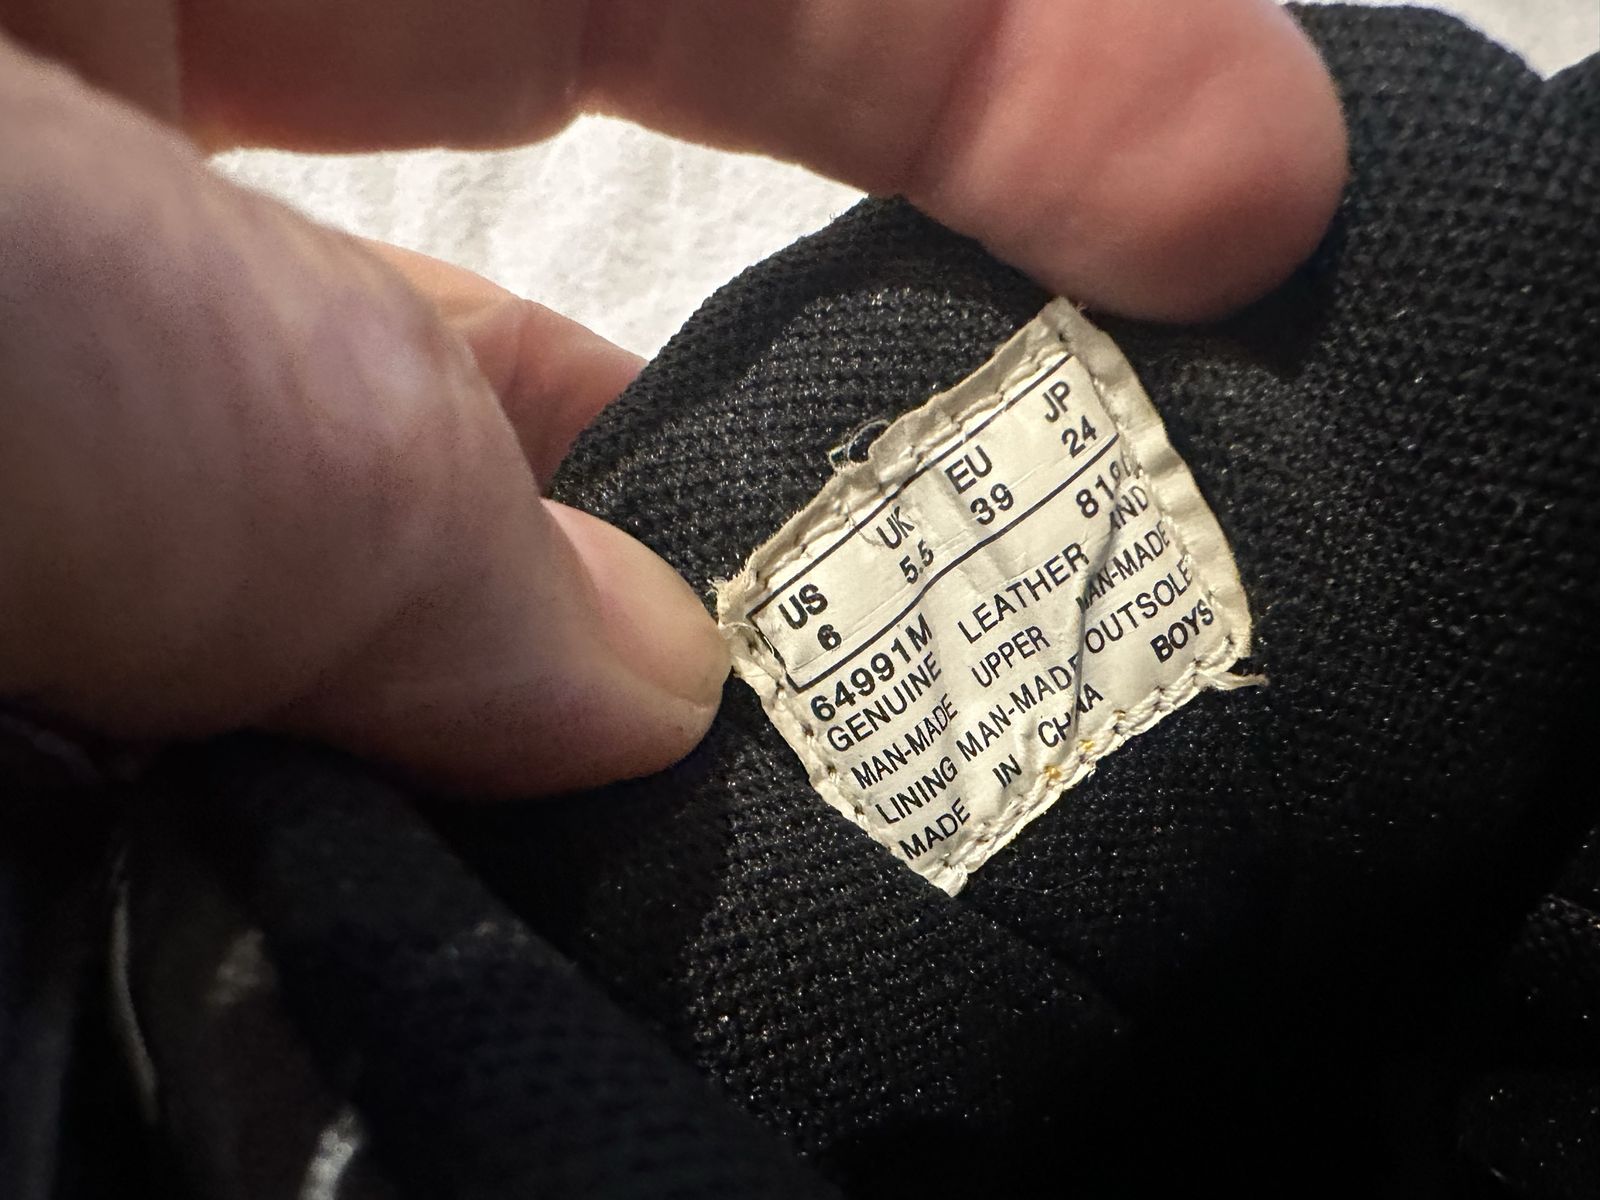 US UK EU JP
6 5.5 39 24
64991M
GENUINE LEATHER AND
MAN-MADE UPPER MAN-MADE
LINING MAN-MADE OUTSOLE
MADE IN CHINA BOYS'